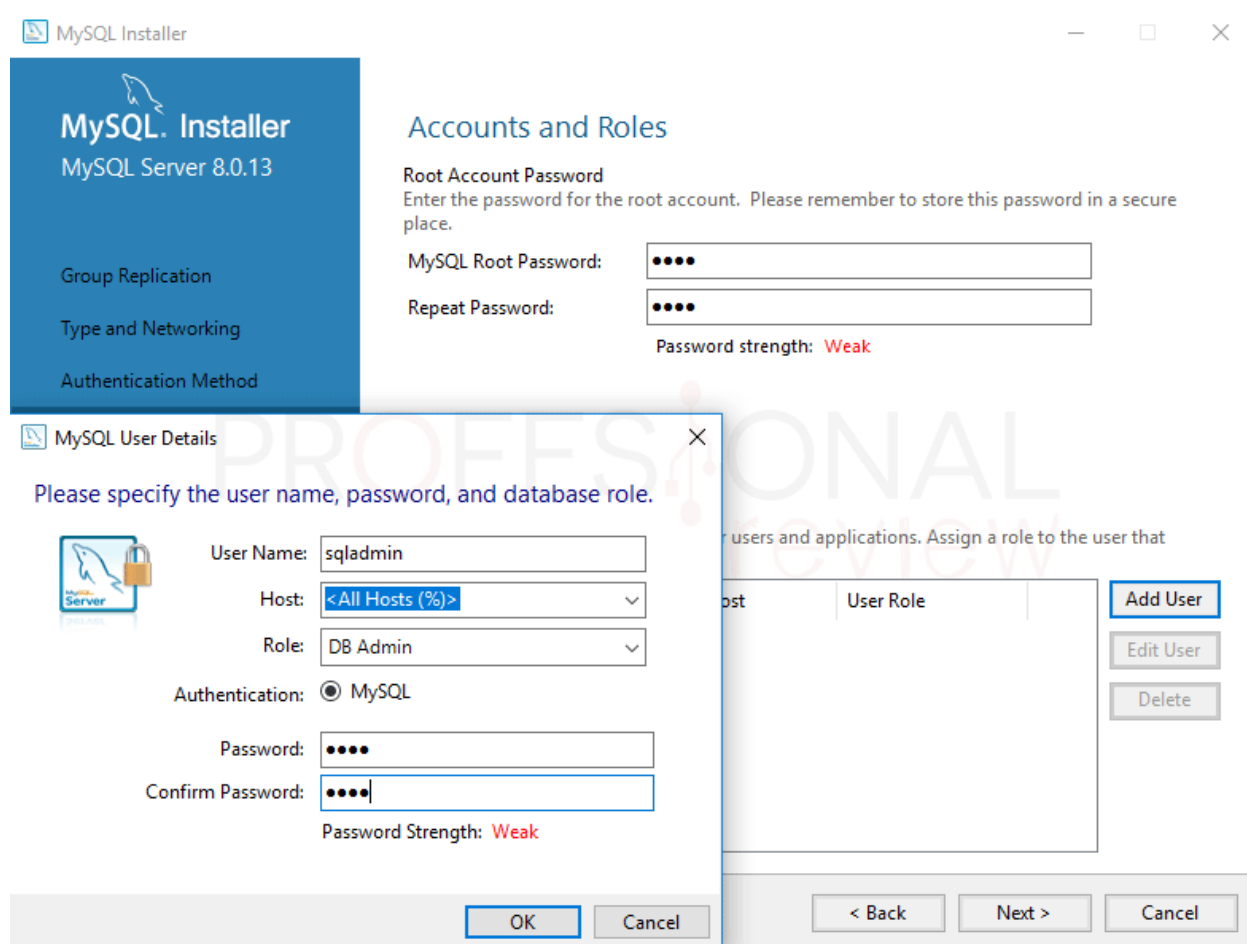 MySQL Installer
MySQL. Installer
MySQL Server 8.0.13
Group Replication
Type and Networking
Authentication Method
Accounts and Roles
Root Account Password
Enter the password for the root account. Please remember to store this password in a secure
place.
MySQL Root Password: ••••
Repeat Password: ••••
Password strength: Weak
PROFESIONAL
review
users and applications. Assign a role to the user that
User Role
Add User
Edit User
Delete
< Back
Next >
Cancel
MySQL User Details
Please specify the user name, password, and database role.
MySQL
Server
User Name: sqladmin
Host: <All Hosts (%)>
Role: DB Admin
Authentication: MySQL
Password: ••••
Confirm Password: ••••
Password Strength: Weak
OK
Cancel